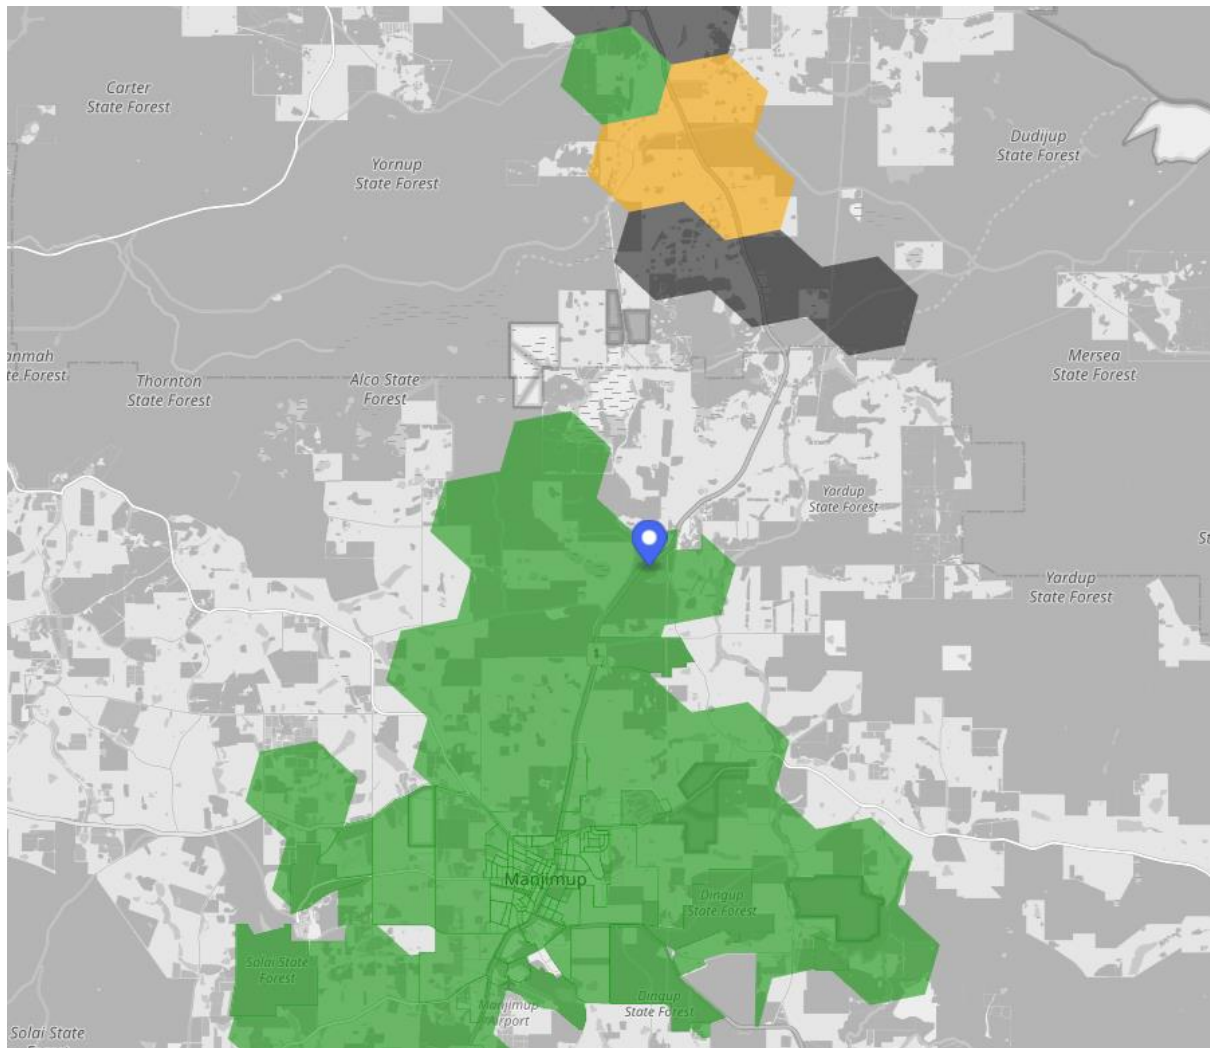 Carter
State Forest
Dudijup
State Forest
Yornup
State Forest
anmah
te Forest
Thornton
State Forest
Alco State
Forest
Mersea
State Forest
Yardup
State Forest
St
Yardup
State Forest
Manjimup
Dingup
State Forest
Solai State
Forest
Manjimup
Airport
Dingup
State Forest
Solai State